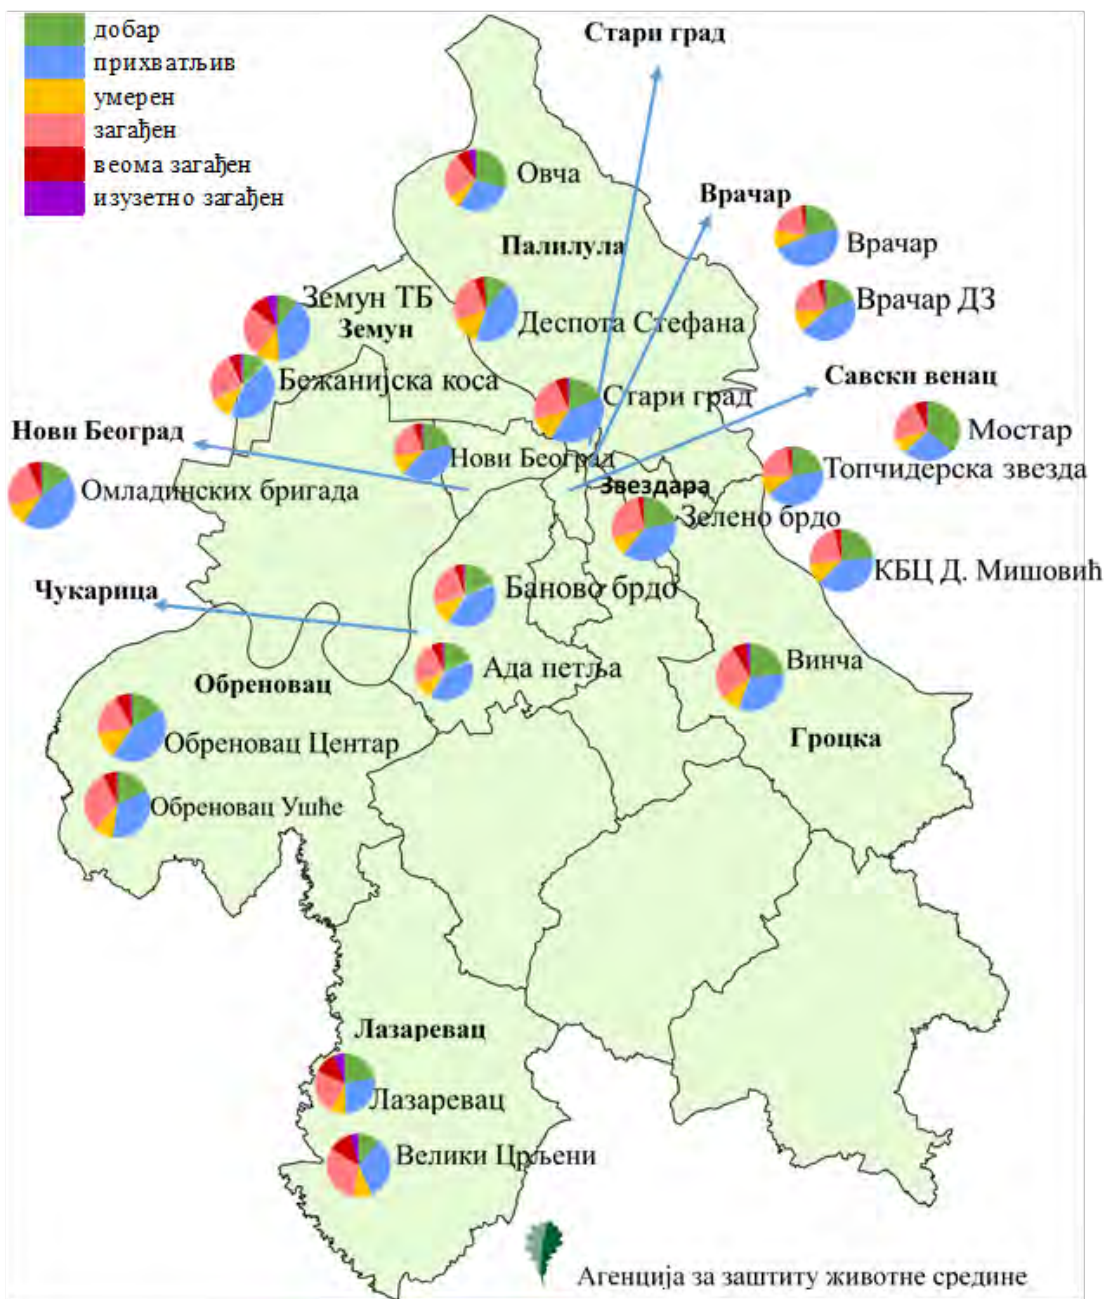 добар
прихватљив
умерен
загађен
веома загађен
изузетно загађен
Стари град
Овча
Врачар
Палилула
Врачар
Врачар ДЗ
Земун ТБ
Земун
Деспота Стефана
Бежанијска коса
Савски венац
Стари град
Мостар
Нови Београд
Нови Београд
Топчидерска звезда
Омладинских бригада
Звездара
Зелено брдо
КБЦ Д. Мишовић
Чукарица
Баново брдо
Ада петља
Винча
Обреновац
Обреновац Центар
Гроцка
Обреновац Ушће
Лазаревац
Лазаревац
Велики Црљени
Агенција за заштиту животне средине